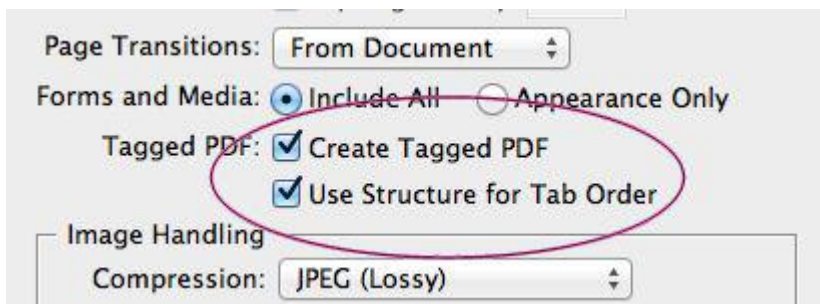 Page Transitions: From Document
Forms and Media: Include All Appearance Only
Tagged PDF: Create Tagged PDF
Use Structure for Tab Order
Image Handling
Compression: JPEG (Lossy)